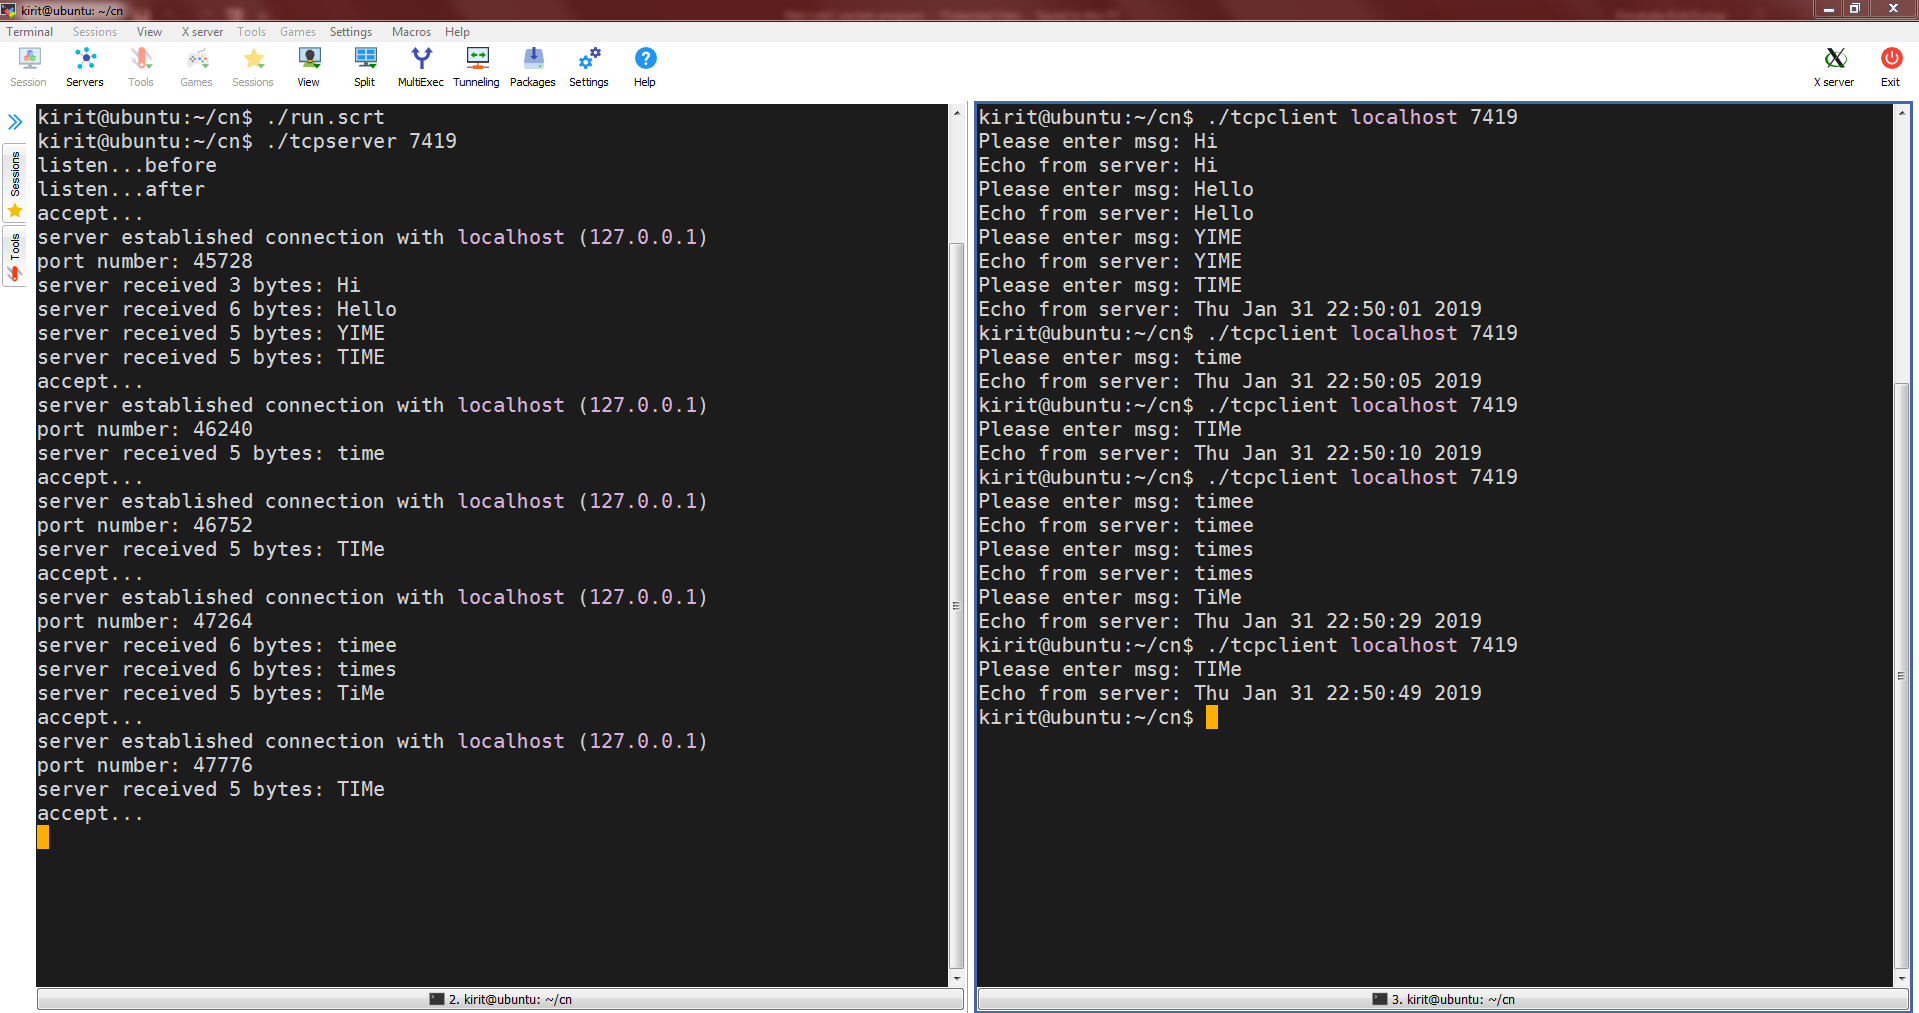 kirit@ubuntu: ~/cn
Terminal Sessions View X server Tools Games Settings Macros Help
Session Servers Tools Games Sessions View Split MultiExec Tunneling Packages Settings Help X server Exit
Sessions
Tools
kirit@ubuntu:~/cn$ ./run.scrt
kirit@ubuntu:~/cn$ ./tcpserver 7419
listen...before
listen...after
accept...
server established connection with localhost (127.0.0.1)
port number: 45728
server received 3 bytes: Hi
server received 6 bytes: Hello
server received 5 bytes: YIME
server received 5 bytes: TIME
accept...
server established connection with localhost (127.0.0.1)
port number: 46240
server received 5 bytes: time
accept...
server established connection with localhost (127.0.0.1)
port number: 46752
server received 5 bytes: TIMe
accept...
server established connection with localhost (127.0.0.1)
port number: 47264
server received 6 bytes: timee
server received 6 bytes: times
server received 5 bytes: TiMe
accept...
server established connection with localhost (127.0.0.1)
port number: 47776
server received 5 bytes: TIMe
accept...
2. kirit@ubuntu: ~/cn
kirit@ubuntu:~/cn$ ./tcpclient localhost 7419
Please enter msg: Hi
Echo from server: Hi
Please enter msg: Hello
Echo from server: Hello
Please enter msg: YIME
Echo from server: YIME
Please enter msg: TIME
Echo from server: Thu Jan 31 22:50:01 2019
kirit@ubuntu:~/cn$ ./tcpclient localhost 7419
Please enter msg: time
Echo from server: Thu Jan 31 22:50:05 2019
kirit@ubuntu:~/cn$ ./tcpclient localhost 7419
Please enter msg: TIMe
Echo from server: Thu Jan 31 22:50:10 2019
kirit@ubuntu:~/cn$ ./tcpclient localhost 7419
Please enter msg: timee
Echo from server: timee
Please enter msg: times
Echo from server: times
Please enter msg: TiMe
Echo from server: Thu Jan 31 22:50:29 2019
kirit@ubuntu:~/cn$ ./tcpclient localhost 7419
Please enter msg: TIMe
Echo from server: Thu Jan 31 22:50:49 2019
kirit@ubuntu:~/cn$
3. kirit@ubuntu: ~/cn